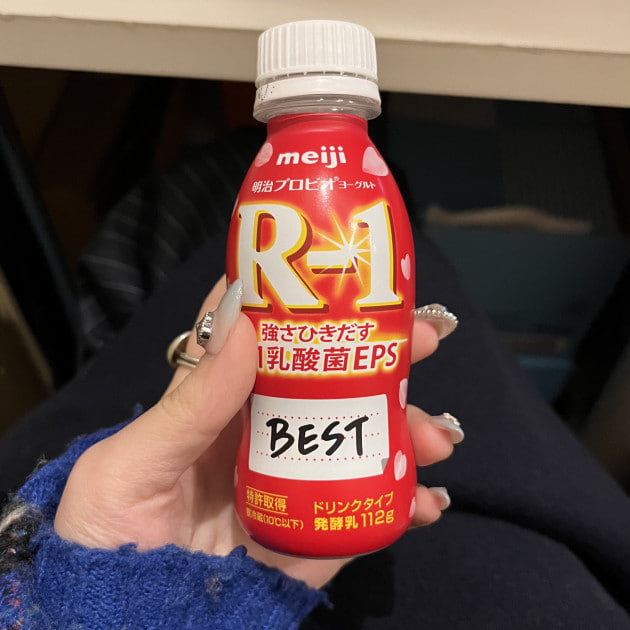 meiji
明治プロビオ®ヨーグルト
R-1
強さひきだす
1乳酸菌EPS
BEST
特許取得
ドリンクタイプ
要冷蔵(10℃以下)
発酵乳 112g